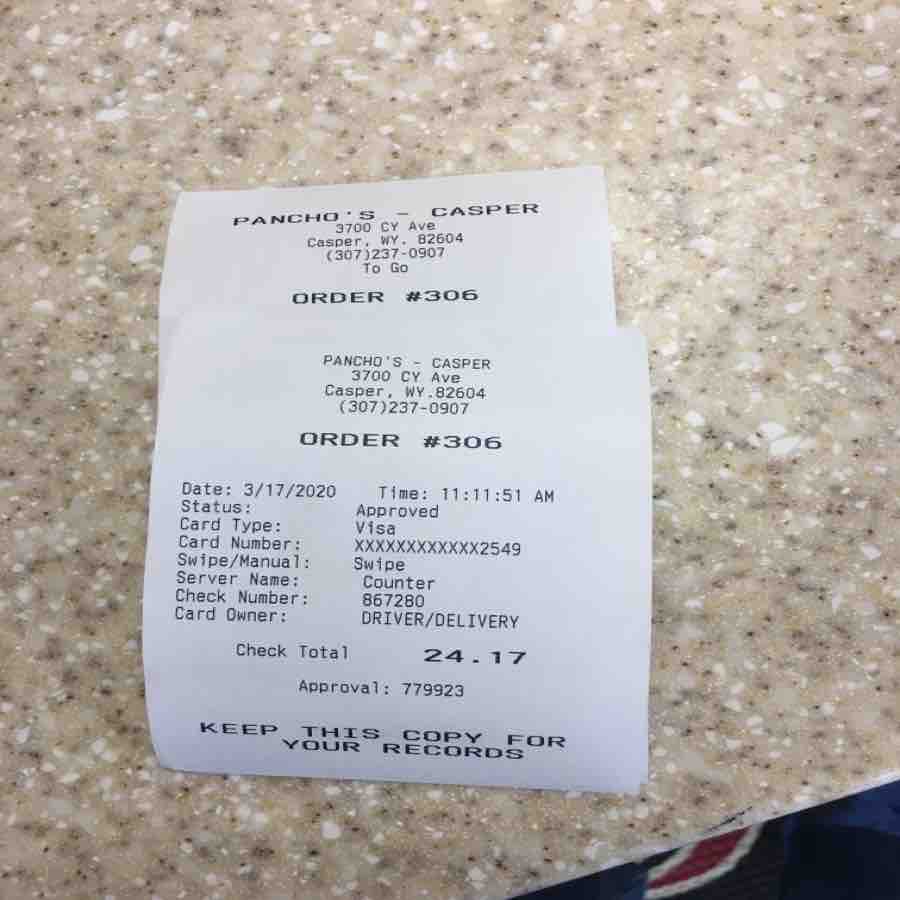 PANCHO'S - CASPER
3700 CY Ave
Casper, WY. 82604
(307)237-0907
To Go
ORDER #306
PANCHO'S - CASPER
3700 CY Ave
Casper, WY.82604
(307)237-0907
ORDER #306
Date: 3/17/2020 Time: 11:11:51 AM
Status: Approved
Card Type: Visa
Card Number: XXXXXXXXXXXX2549
Swipe/Manual: Swipe
Server Name: Counter
Check Number: 867280
Card Owner: DRIVER/DELIVERY
Check Total 24.17
Approval: 779923
KEEP THIS COPY FOR
YOUR RECORDS